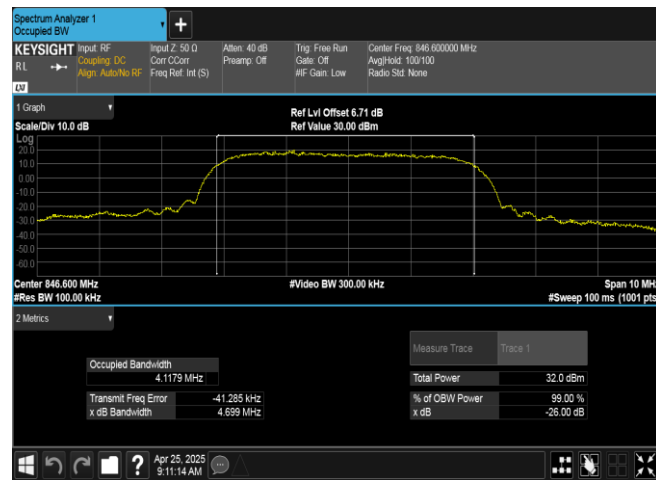 Spectrum Analyzer 1
Occupied BW
+
KEYSIGHT Input: RF Input Z: 50 Ω Atten: 40 dB Trig: Free Run Center Freq: 846.600000 MHz
RL Coupling: DC Corr CCorr Preamp: Off Gate: Off Avg|Hold: 100/100
Align: Auto/No RF Freq Ref: Int (S) #IF Gain: Low Radio Std: None
LXI
1 Graph
Ref Lvl Offset 6.71 dB
Scale/Div 10.0 dB Ref Value 30.00 dBm
Log
20.0
10.0
0.00
-10.0
-20.0
-30.0
-40.0
-50.0
-60.0
Center 846.600 MHz #Video BW 300.00 kHz Span 10 MHz
#Res BW 100.00 kHz #Sweep 100 ms (1001 pts
2 Metrics
Measure Trace Trace 1
Occupied Bandwidth
4.1179 MHz
Total Power 32.0 dBm
Transmit Freq Error -41.285 kHz % of OBW Power 99.00 %
x dB Bandwidth 4.699 MHz x dB -26.00 dB
? Apr 25, 2025
9:11:14 AM